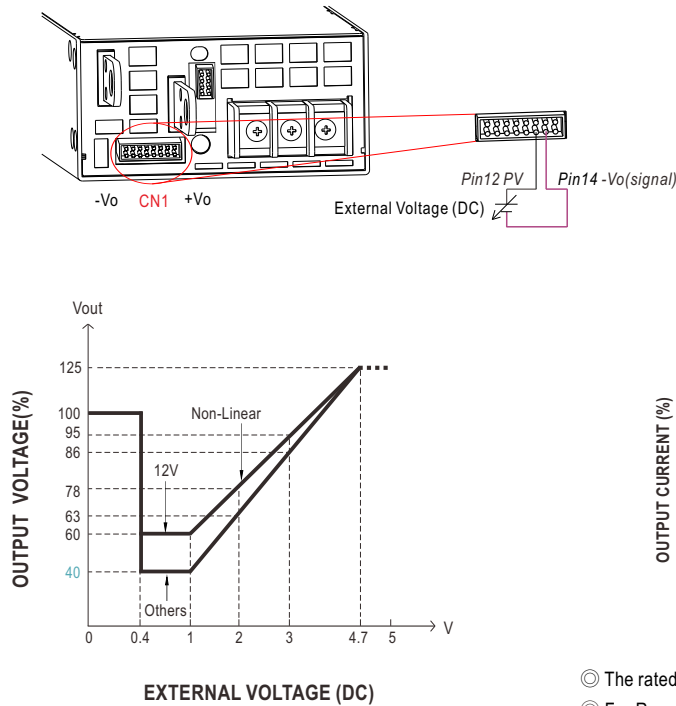 Pin12 PV
Pin14 -Vo(signal)
-Vo
CN1
+Vo
External Voltage (DC)
Vout
OUTPUT VOLTAGE(%)
125
100
95
86
78
63
60
40
Non-Linear
12V
Others
0
0.4
1
2
3
4.7
5
V
EXTERNAL VOLTAGE (DC)
OUTPUT CURRENT (%)
◎ The rated